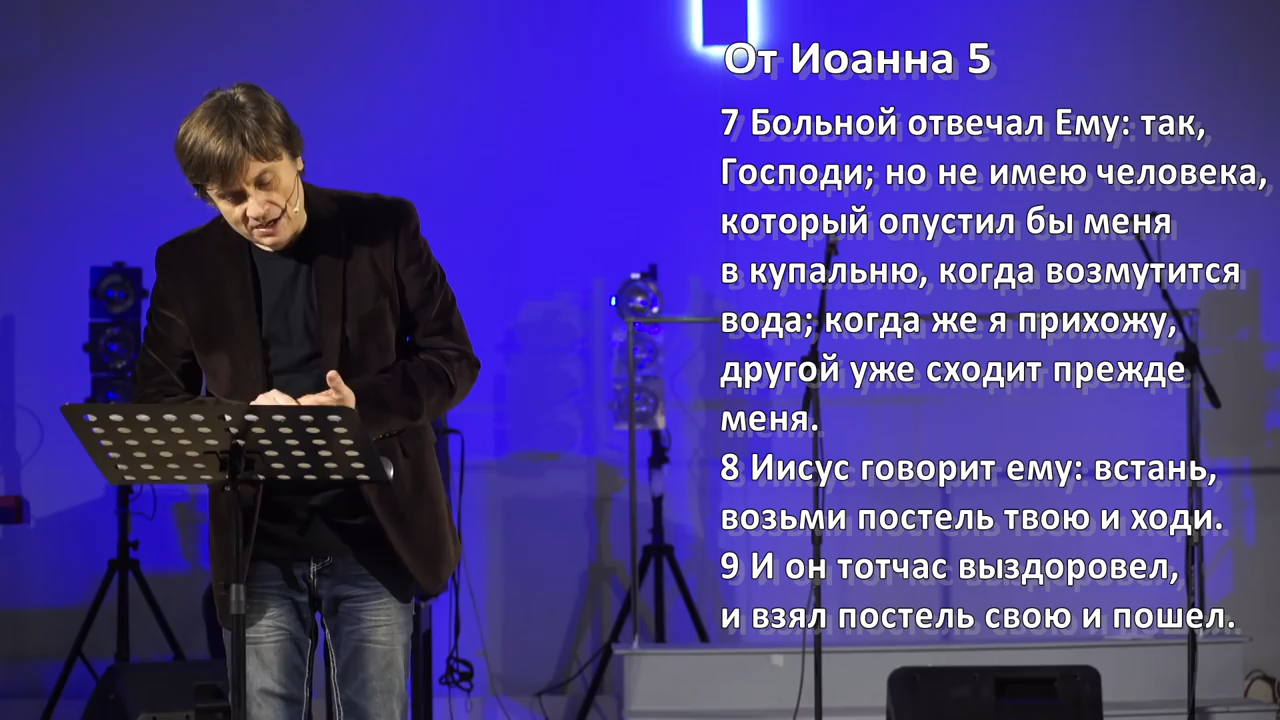 От Иоанна 5
7 Больной отвечал Ему: так,
Господи; но не имею человека,
который опустил бы меня
в купальню, когда возмутится
вода; когда же я прихожу,
другой уже сходит прежде
меня.
8 Иисус говорит ему: встань,
возьми постель твою и ходи.
9 И он тотчас выздоровел,
и взял постель свою и пошел.